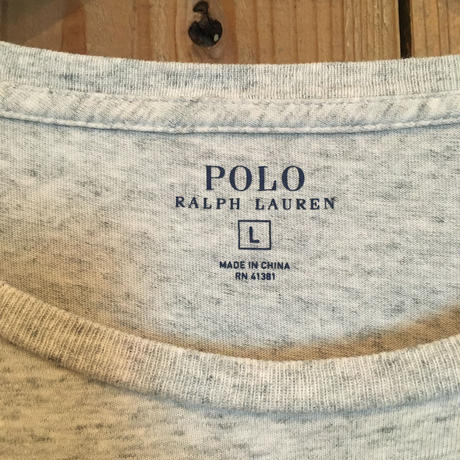 POLO
RALPH LAUREN
L
MADE IN CHINA
RN 41381